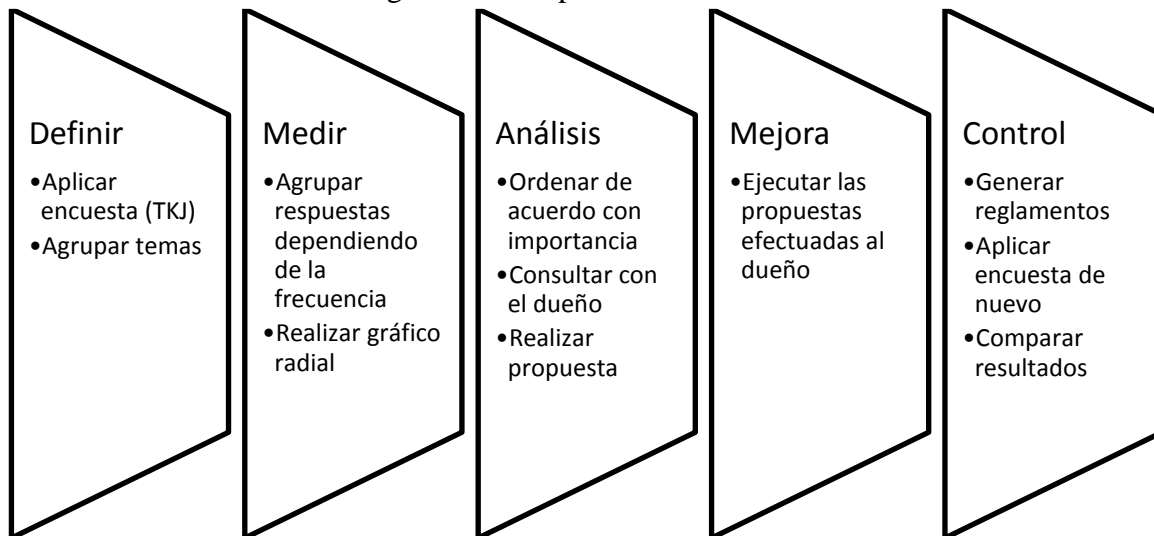 Definir
•Aplicar
encuesta (TKJ)
•Agrupar temas
Medir
•Agrupar
respuestas
dependiendo
de la
frecuencia
•Realizar gráfico
radial
Análisis
•Ordenar de
acuerdo con
importancia
•Consultar con
el dueño
•Realizar
propuesta
Mejora
•Ejecutar las
propuestas
efectuadas al
dueño
Control
•Generar
reglamentos
•Aplicar
encuesta de
nuevo
•Comparar
resultados